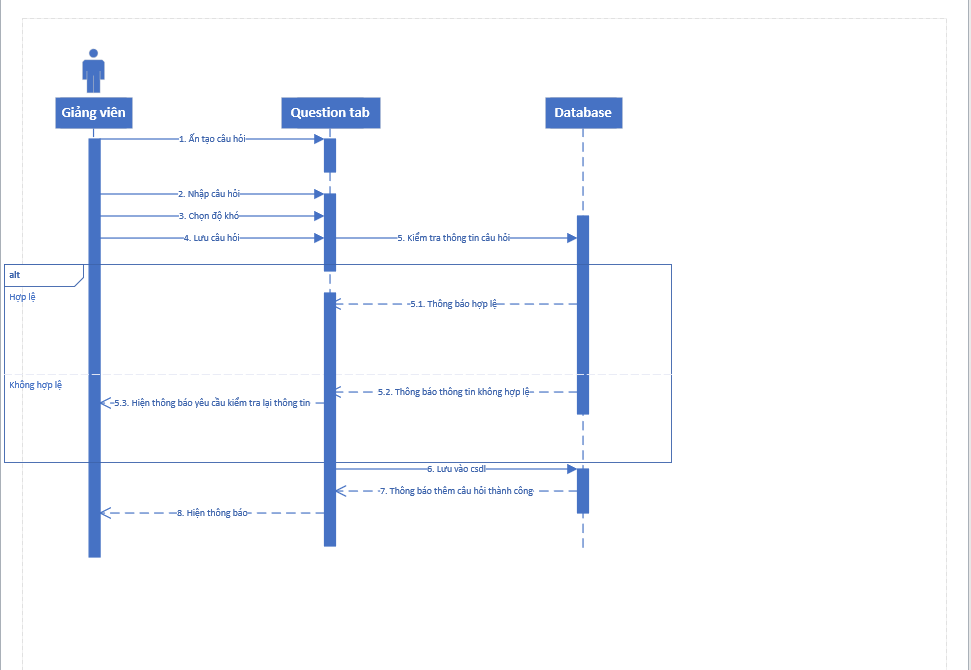 Giảng viên
Question tab
Database
1. Ấn tạo câu hỏi
2. Nhập câu hỏi
3. Chọn độ khó
4. Lưu câu hỏi
5. Kiểm tra thông tin câu hỏi
alt
Hợp lệ
5.1. Thông báo hợp lệ
Không hợp lệ
5.2. Thông báo thông tin không hợp lệ
5.3. Hiện thông báo yêu cầu kiểm tra lại thông tin
6. Lưu vào csdl
7. Thông báo thêm câu hỏi thành công
8. Hiện thông báo